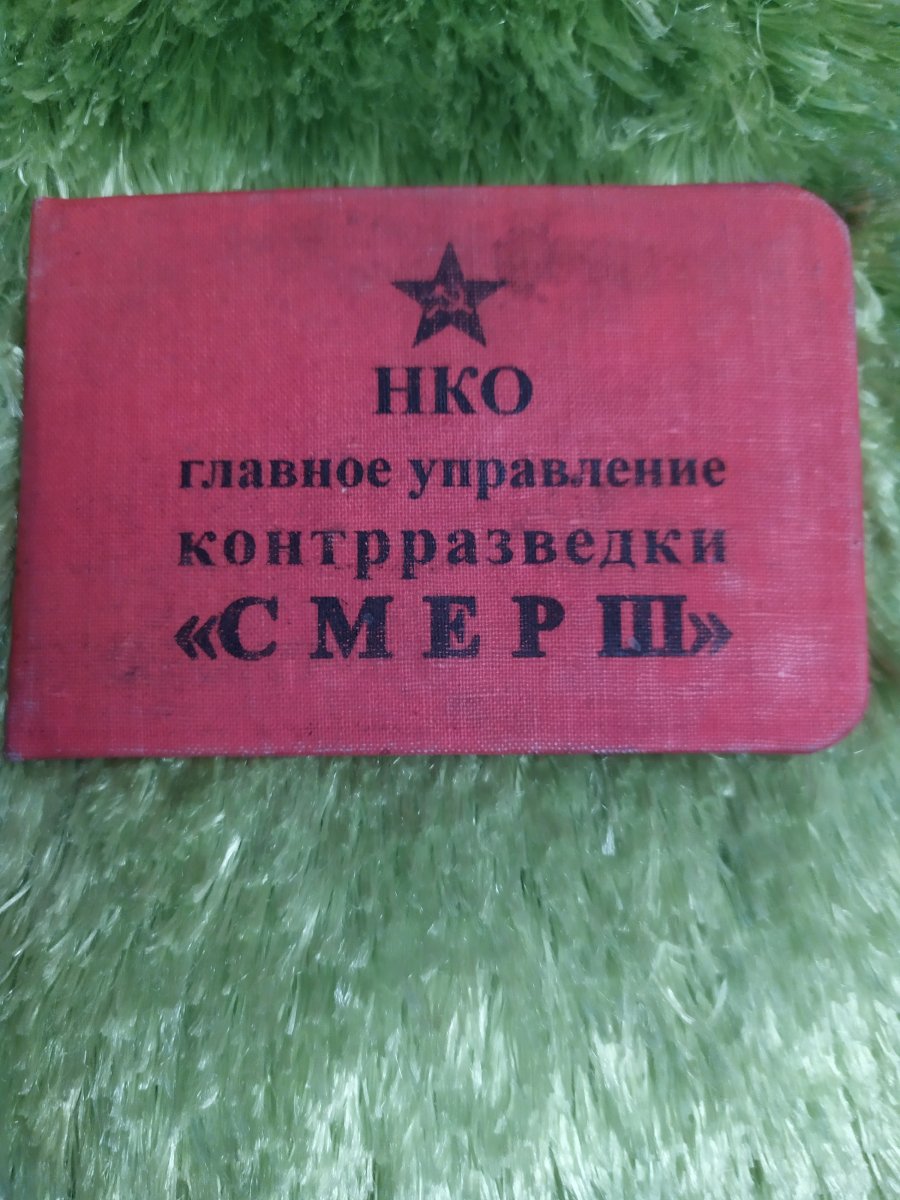 НКО
главное управление
контрразведки
«СМЕРШ»